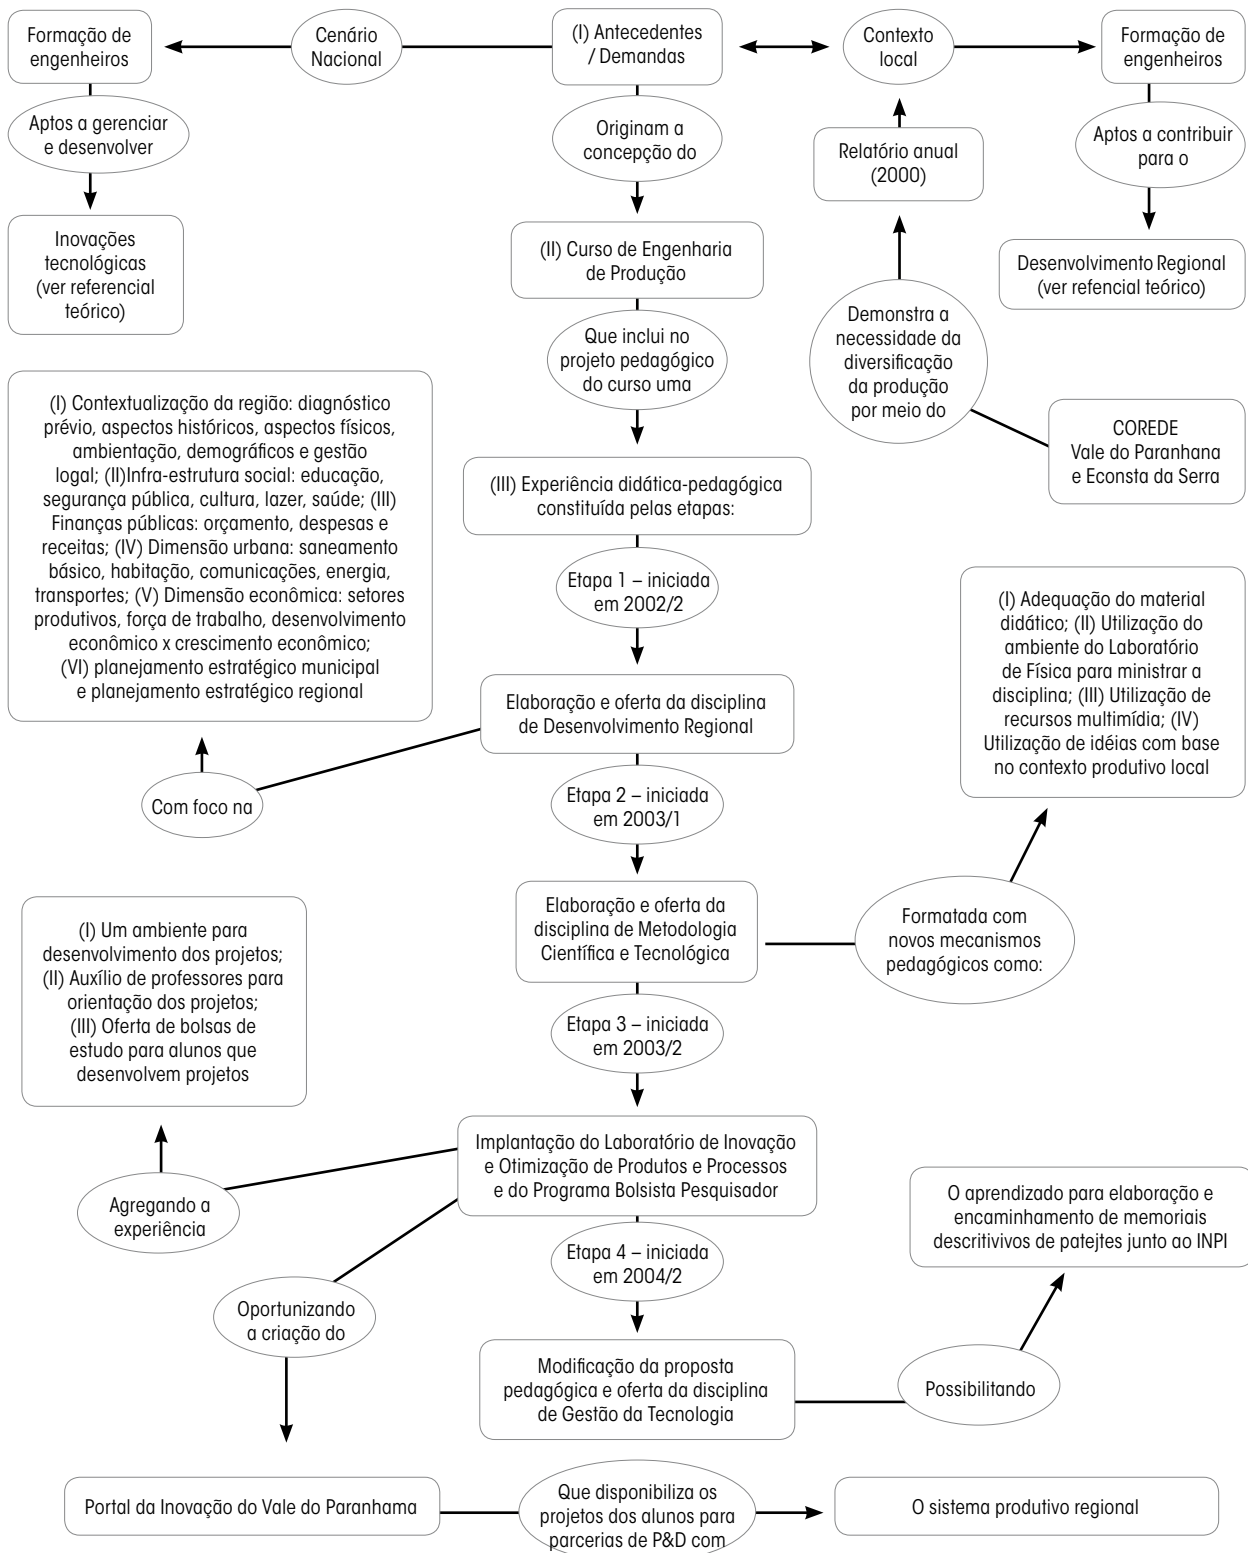 Formação de
engenheiros
Cenário
Nacional
(I) Antecedentes
/ Demandas
Contexto
local
Formação de
engenheiros
Aptos a gerenciar
e desenvolver
Originam a
concepção do
Relatório anual
(2000)
Aptos a contribuir
para o
Inovações
tecnológicas
(ver referencial
teórico)
(II) Curso de Engenharia
de Produção
Desenvolvimento Regional
(ver refencial teórico)
Que inclui no
projeto pedagógico
do curso uma
Demonstra a
necessidade da
diversificação
da produção
por meio do
COREDE
Vale do Paranhana
e Econsta da Serra
(I) Contextualização da região: diagnóstico
prévio, aspectos históricos, aspectos físicos,
ambientação, demográficos e gestão
local; (II)Infra-estrutura social: educação,
segurança pública, cultura, lazer, saúde; (III)
Finanças públicas: orçamento, despesas e
receitas; (IV) Dimensão urbana: saneamento
básico, habitação, comunicações, energia,
transportes; (V) Dimensão econômica: setores
produtivos, força de trabalho, desenvolvimento
econômico x crescimento econômico;
(VI) planejamento estratégico municipal
e planejamento estratégico regional
(III) Experiência didática-pedagógica
constituída pelas etapas:
Etapa 1 – iniciada
em 2002/2
(I) Adequação do material
didático; (II) Utilização do
ambiente do Laboratório
de Física para ministrar a
disciplina; (III) Utilização de
recursos multimídia; (IV)
Utilização de idéias com base
no contexto produtivo local
Elaboração e oferta da disciplina
de Desenvolvimento Regional
Com foco na
Etapa 2 – iniciada
em 2003/1
(I) Um ambiente para
desenvolvimento dos projetos;
(II) Auxílio de professores para
orientação dos projetos;
(III) Oferta de bolsas de
estudo para alunos que
desenvolvem projetos
Elaboração e oferta da
disciplina de Metodologia
Científica e Tecnológica
Formatada com
novos mecanismos
pedagógicos como:
Etapa 3 – iniciada
em 2003/2
Implantação do Laboratório de Inovação
e Otimização de Produtos e Processos
e do Programa Bolsista Pesquisador
Agregando a
experiência
O aprendizado para elaboração e
encaminhamento de memoriais
descritivivos de patejtes junto ao INPI
Etapa 4 – iniciada
em 2004/2
Oportunizando
a criação do
Modificação da proposta
pedagógica e oferta da disciplina
de Gestão da Tecnologia
Possibilitando
Portal da Inovação do Vale do Paranhama
Que disponibiliza os
projetos dos alunos para
parcerias de P&D com
O sistema produtivo regional